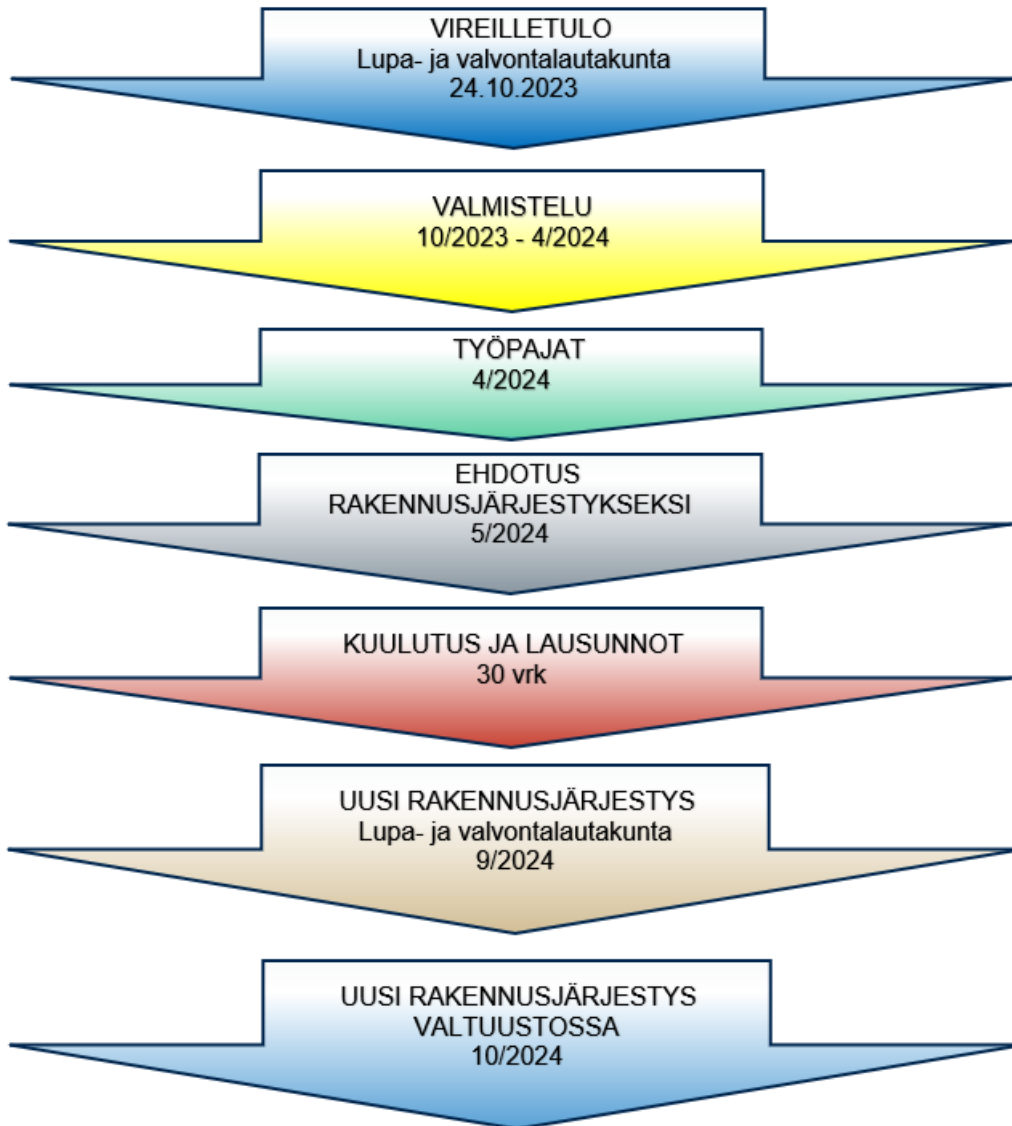 VIREILLETULO
Lupa- ja valvontalautakunta
24.10.2023
VALMISTELU
10/2023 - 4/2024
TYÖPAJAT
4/2024
EHDOTUS
RAKENNUSJÄRJESTYKSEKSI
5/2024
KUULUTUS JA LAUSUNNOT
30 vrk
UUSI RAKENNUSJÄRJESTYS
Lupa- ja valvontalautakunta
9/2024
UUSI RAKENNUSJÄRJESTYS
VALTUUSTOSSA
10/2024